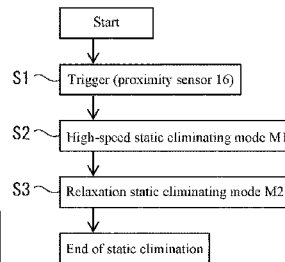 Start
S1 Trigger (proximity sensor 16)
S2 High-speed static eliminating mode M1
S3 Relaxation static eliminating mode M2
End of static elimination